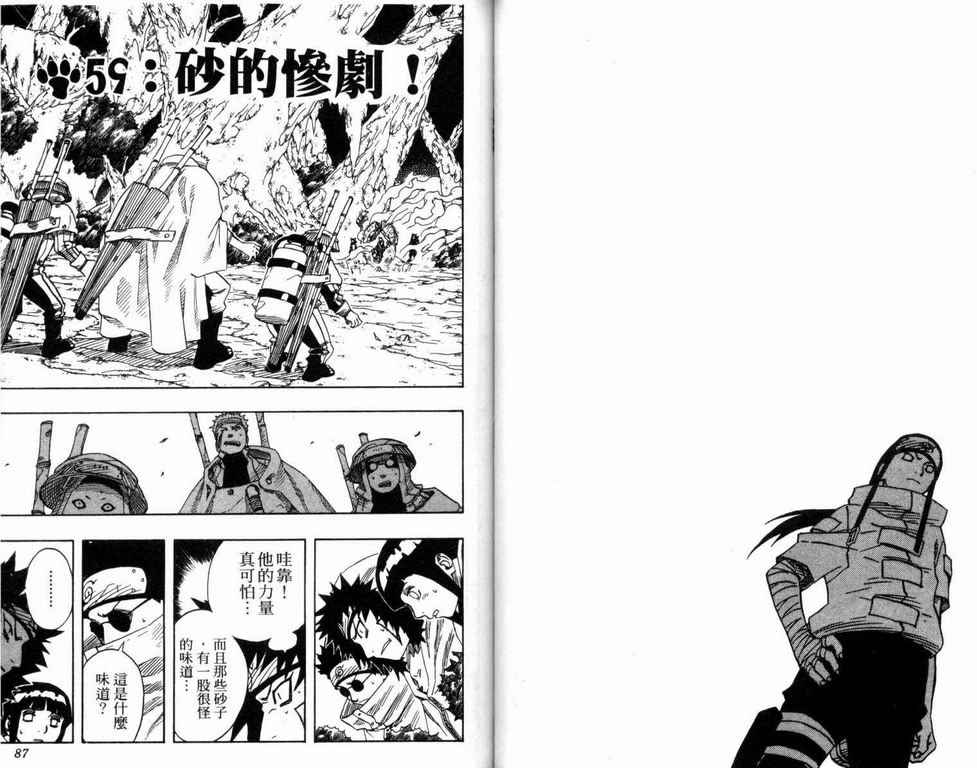 59：砂的慘劇！
哇靠！
他的力量
真可怕…
而且那些砂子
，有一股很怪
的味道…
這是什麼
味道？
………
87